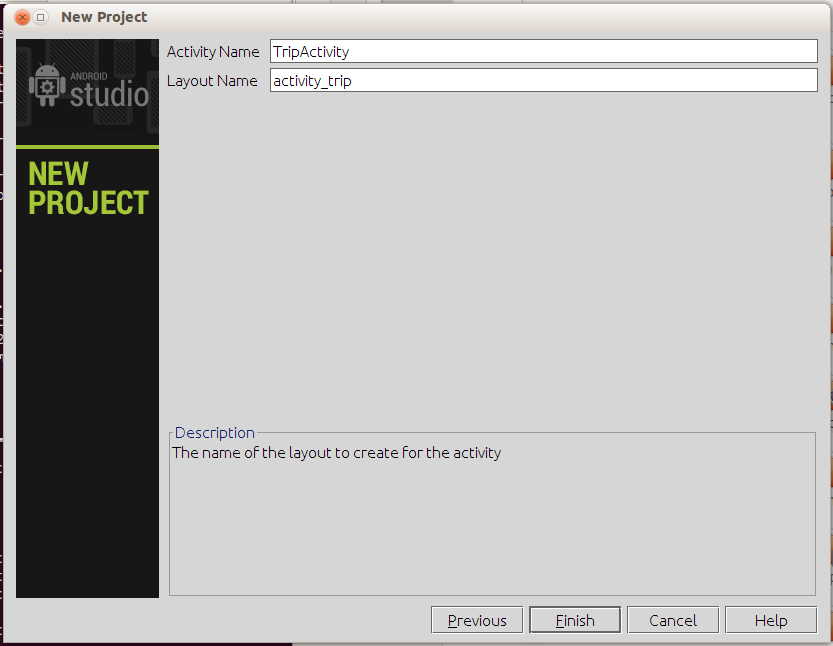 New Project
ANDROID
studio
NEW
PROJECT
Activity Name TripActivity
Layout Name activity_trip
Description
The name of the layout to create for the activity
Previous Finish Cancel Help